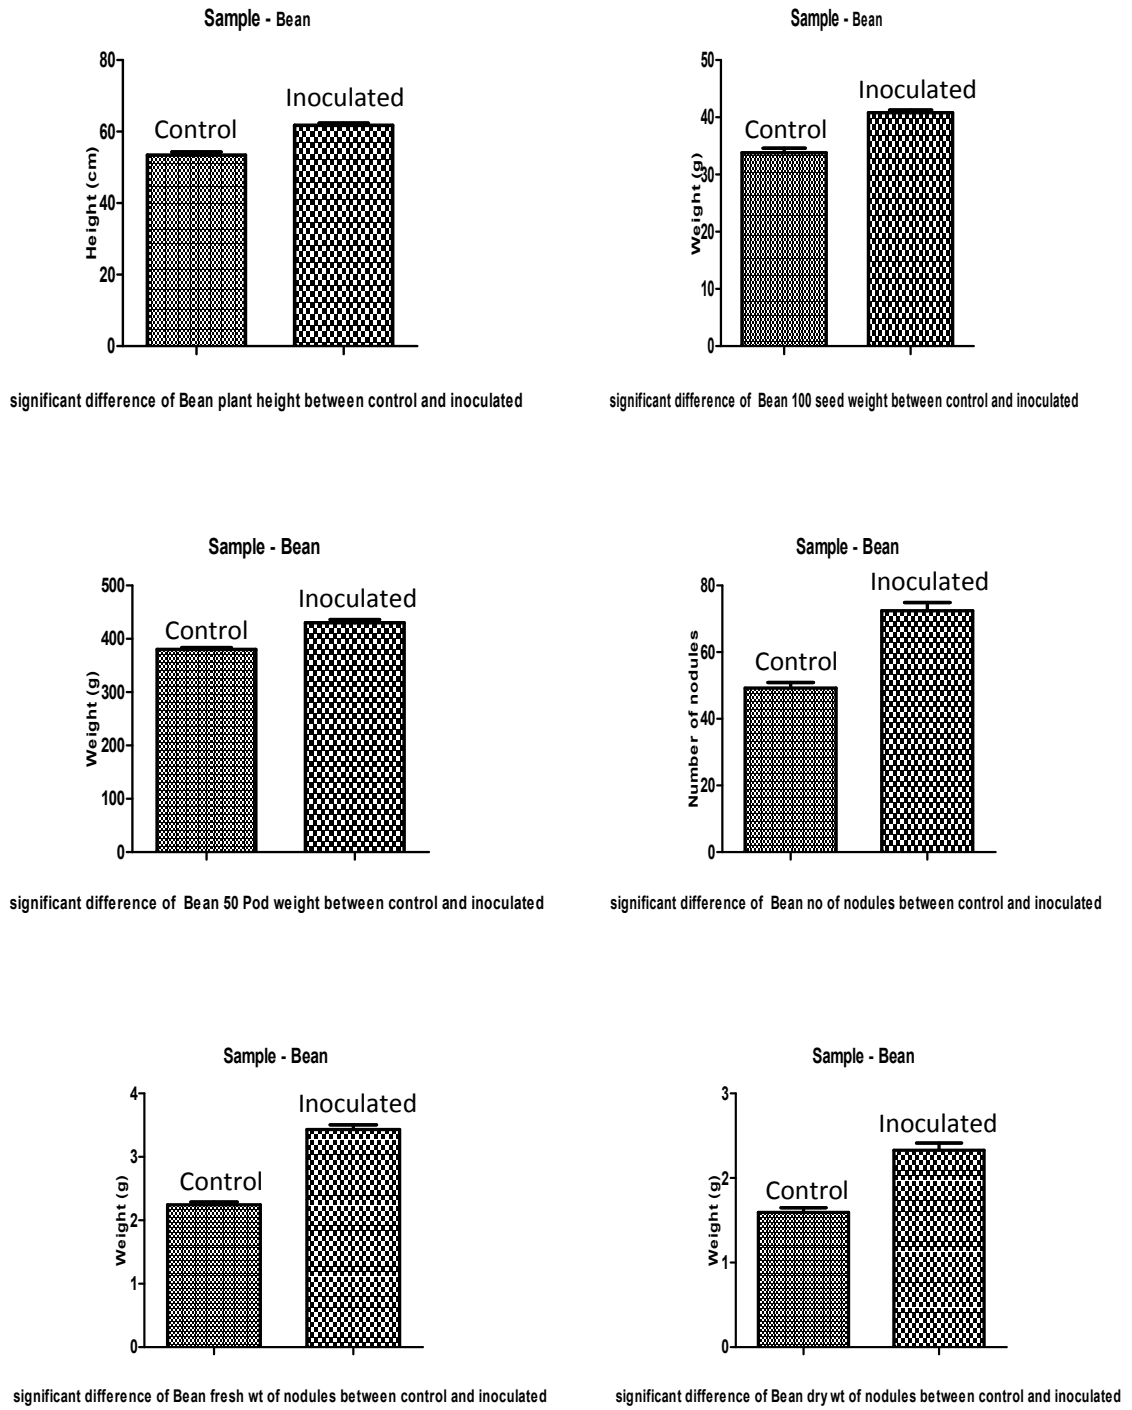 Sample - Bean
80
60
40
20
0
Height (cm)
Control
Inoculated
significant difference of Bean plant height between control and inoculated
Sample - Bean
50
40
30
20
10
0
Weight (g)
Control
Inoculated
significant difference of Bean 100 seed weight between control and inoculated
Sample - Bean
500
400
300
200
100
0
Weight (g)
Control
Inoculated
significant difference of Bean 50 Pod weight between control and inoculated
Sample - Bean
80
60
40
20
0
Number of nodules
Control
Inoculated
significant difference of Bean no of nodules between control and inoculated
Sample - Bean
4
3
2
1
0
Weight (g)
Control
Inoculated
significant difference of Bean fresh wt of nodules between control and inoculated
Sample - Bean
3
2
1
0
Weight (g)
Control
Inoculated
significant difference of Bean dry wt of nodules between control and inoculated